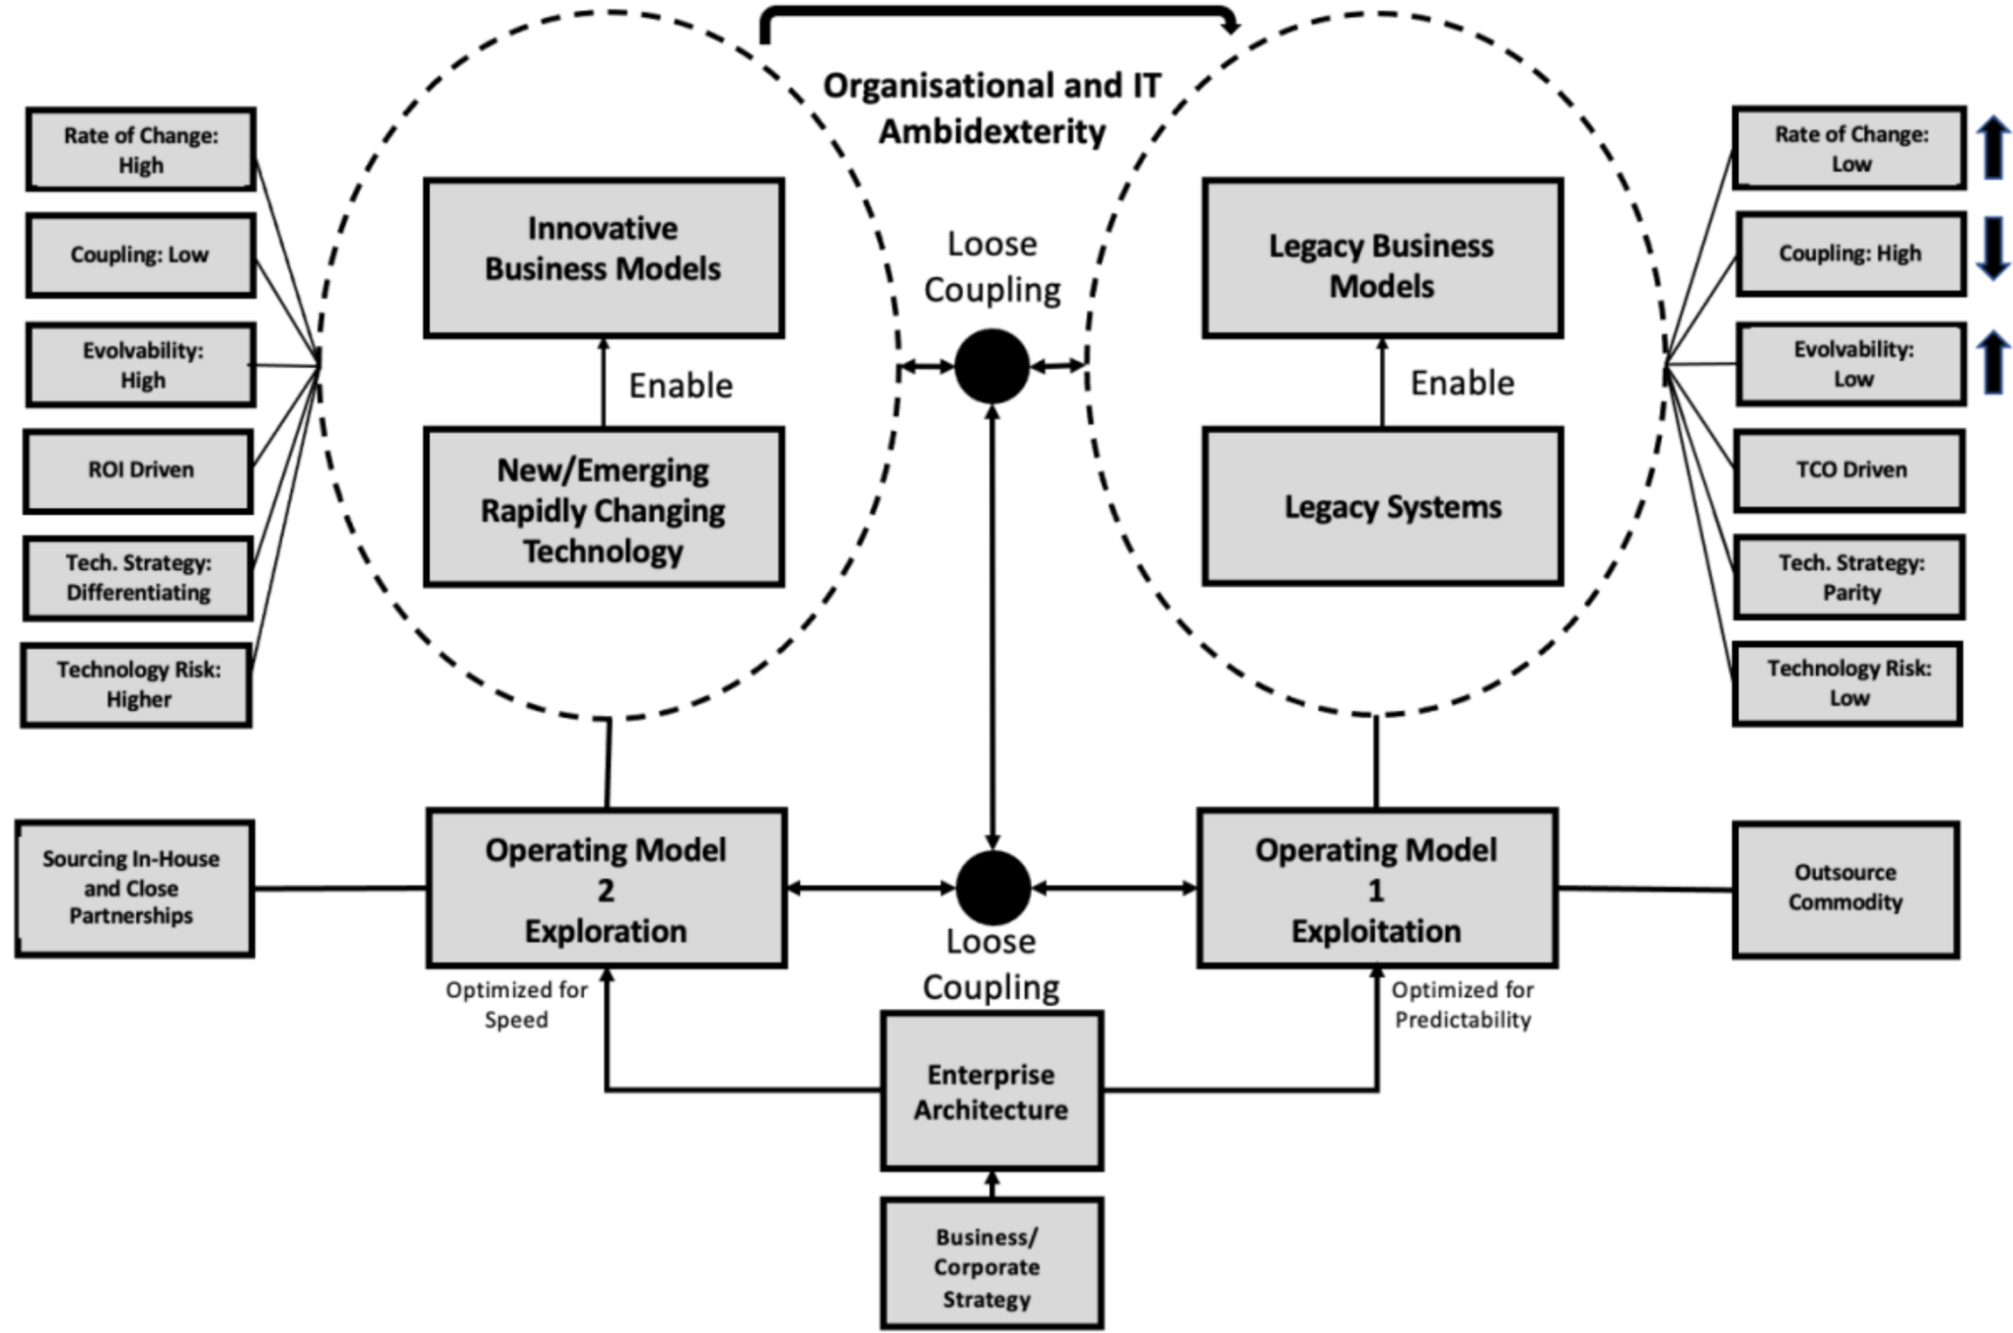 Organisational and IT
Ambidexterity
Rate of Change:
High
Coupling: Low
Evolvability:
High
ROI Driven
Tech. Strategy:
Differentiating
Technology Risk:
Higher
Innovative
Business Models
Enable
New/Emerging
Rapidly Changing
Technology
Loose
Coupling
Legacy Business
Models
Enable
Legacy Systems
Rate of Change:
Low
Coupling: High
Evolvability:
Low
TCO Driven
Tech. Strategy:
Parity
Technology Risk:
Low
Sourcing In-House
and Close
Partnerships
Operating Model
2
Exploration
Optimized for
Speed
Loose
Coupling
Operating Model
1
Exploitation
Optimized for
Predictability
Outsource
Commodity
Enterprise
Architecture
Business/
Corporate
Strategy